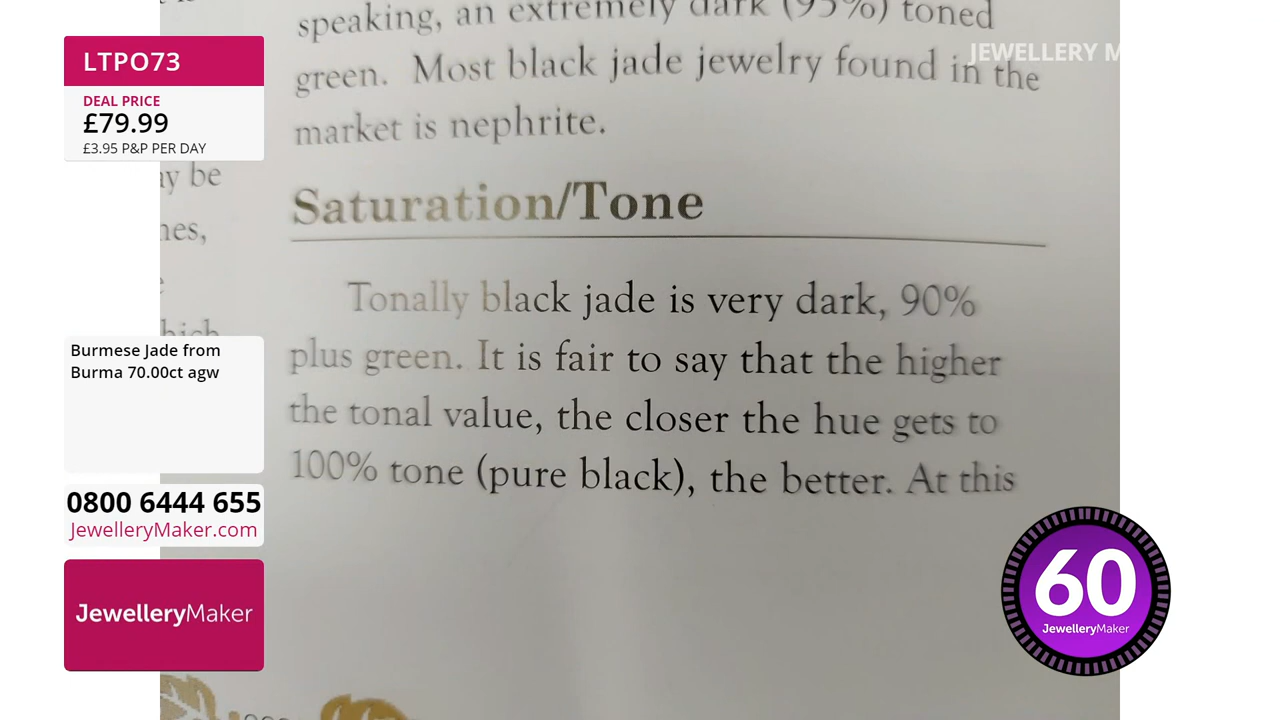 LTPO73
DEAL PRICE
£79.99
£3.95 P&P PER DAY
ay be
nes,
Burmese Jade from
Burma 70.00ct agw
0800 6444 655
JewelleryMaker.com
JewelleryMaker
JEWELLERY M
speaking, an extremely dark (95%) toned
green. Most black jade jewelry found in the
market is nephrite.
Saturation/Tone
Tonally black jade is very dark, 90%
plus green. It is fair to say that the higher
the tonal value, the closer the hue gets to
100% tone (pure black), the better. At this
60
JewelleryMaker